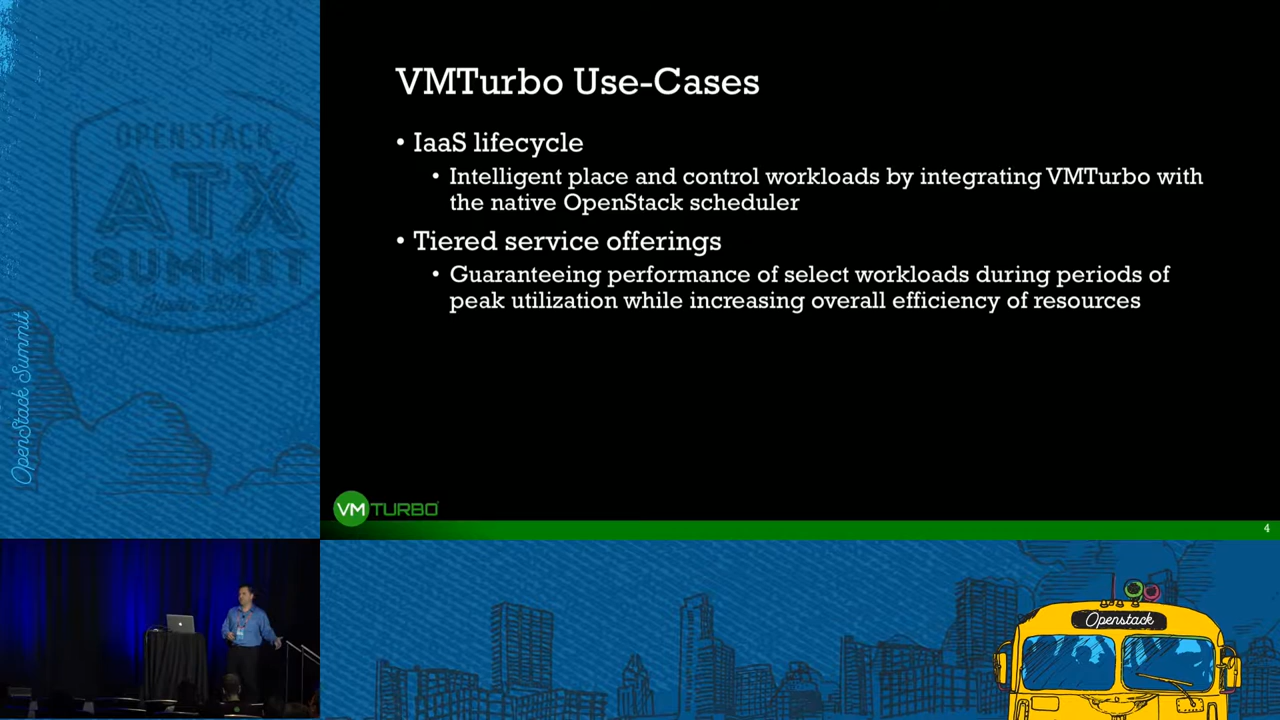 OPENSTACK
ATX
SUMMIT
OpenStack Summit
VMTurbo Use-Cases
• IaaS lifecycle
• Intelligent place and control workloads by integrating VMTurbo with
the native OpenStack scheduler
• Tiered service offerings
• Guaranteeing performance of select workloads during periods of
peak utilization while increasing overall efficiency of resources
VMTURBO
4
Openstack